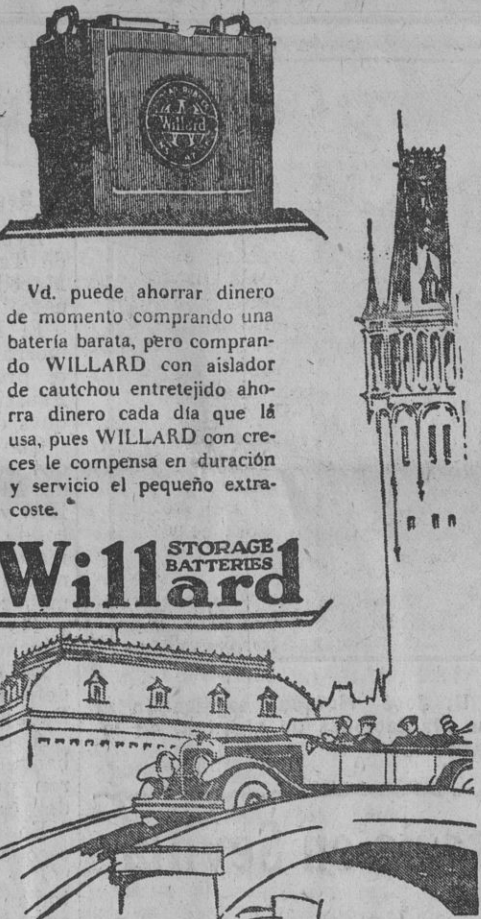 Willard
Vd. puede ahorrar dinero
de momento comprando una
batería barata, pero compran-
do WILLARD con aislador
de cautchou entretejido aho-
rra dinero cada día que la
usa, pues WILLARD con cre-
ces le compensa en duración
y servicio el pequeño extra-
coste.
Willard STORAGE
BATTERIES